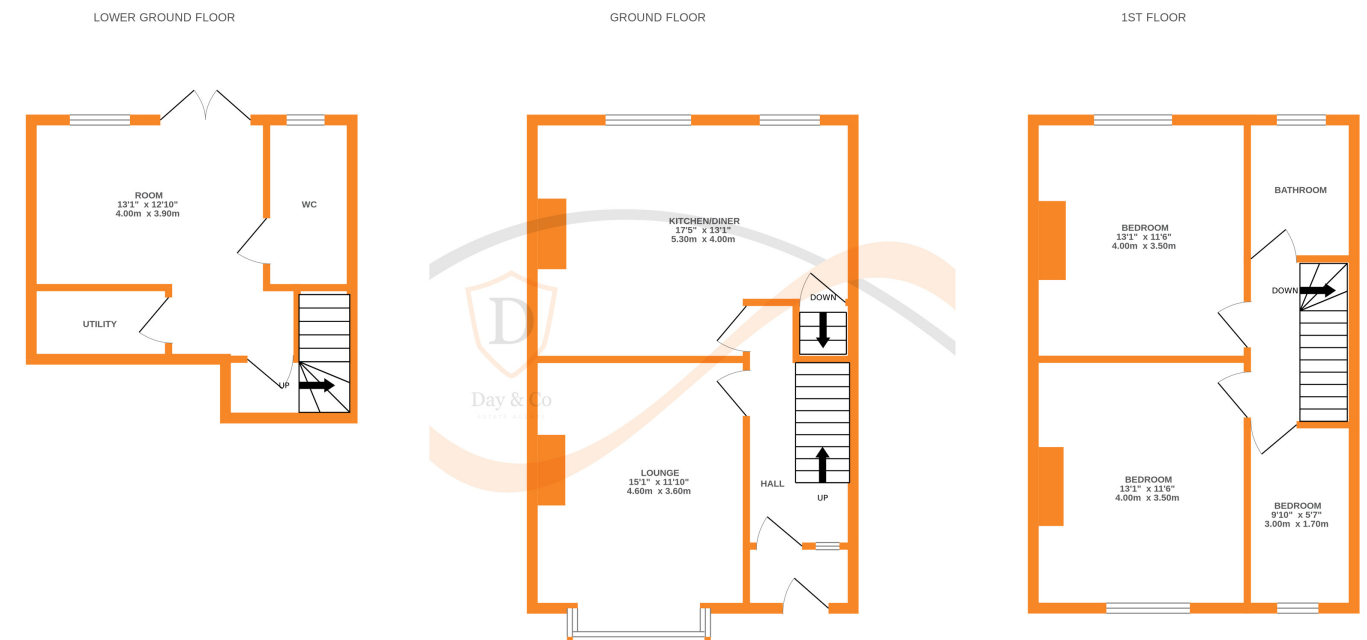 LOWER GROUND FLOOR
ROOM
13'1" x 12'10"
4.00m x 3.90m
WC
UTILITY
UP
GROUND FLOOR
KITCHEN/DINER
17'5" x 13'1"
5.30m x 4.00m
DOWN
D
Day & Co
ESTATE AGENTS
LOUNGE
15'1" x 11'10"
4.60m x 3.60m
HALL
UP
1ST FLOOR
BATHROOM
BEDROOM
13'1" x 11'6"
4.00m x 3.50m
DOWN
BEDROOM
13'1" x 11'6"
4.00m x 3.50m
BEDROOM
9'10" x 5'7"
3.00m x 1.70m